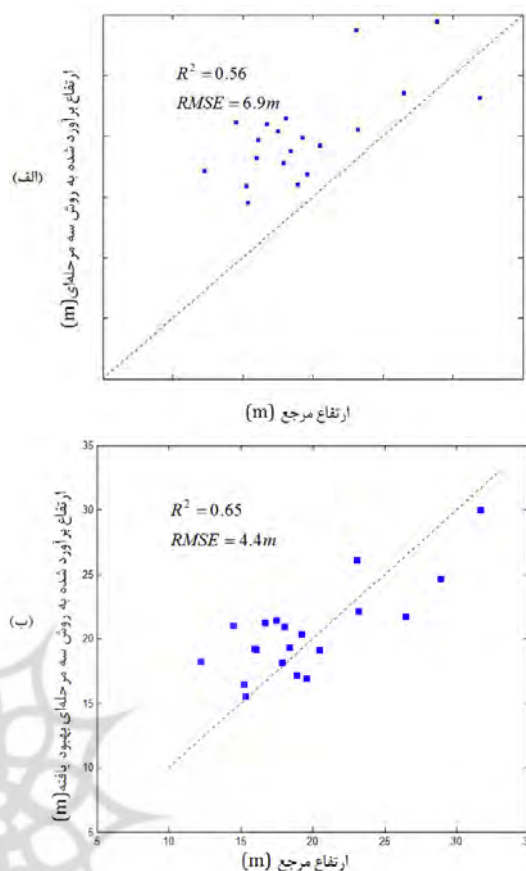 R² = 0.56
RMSE = 6.9m
ارتفاع برآورد شده به روش سه مرحله‌ای(m)
(الف)
ارتفاع مرجع (m)
35
30
25
20
15
10
5
R² = 0.65
RMSE = 4.4m
ارتفاع برآورد شده به روش سه مرحله‌ای بهبود یافته(m)
(ب)
5 10 15 20 25 30 35
ارتفاع مرجع (m)